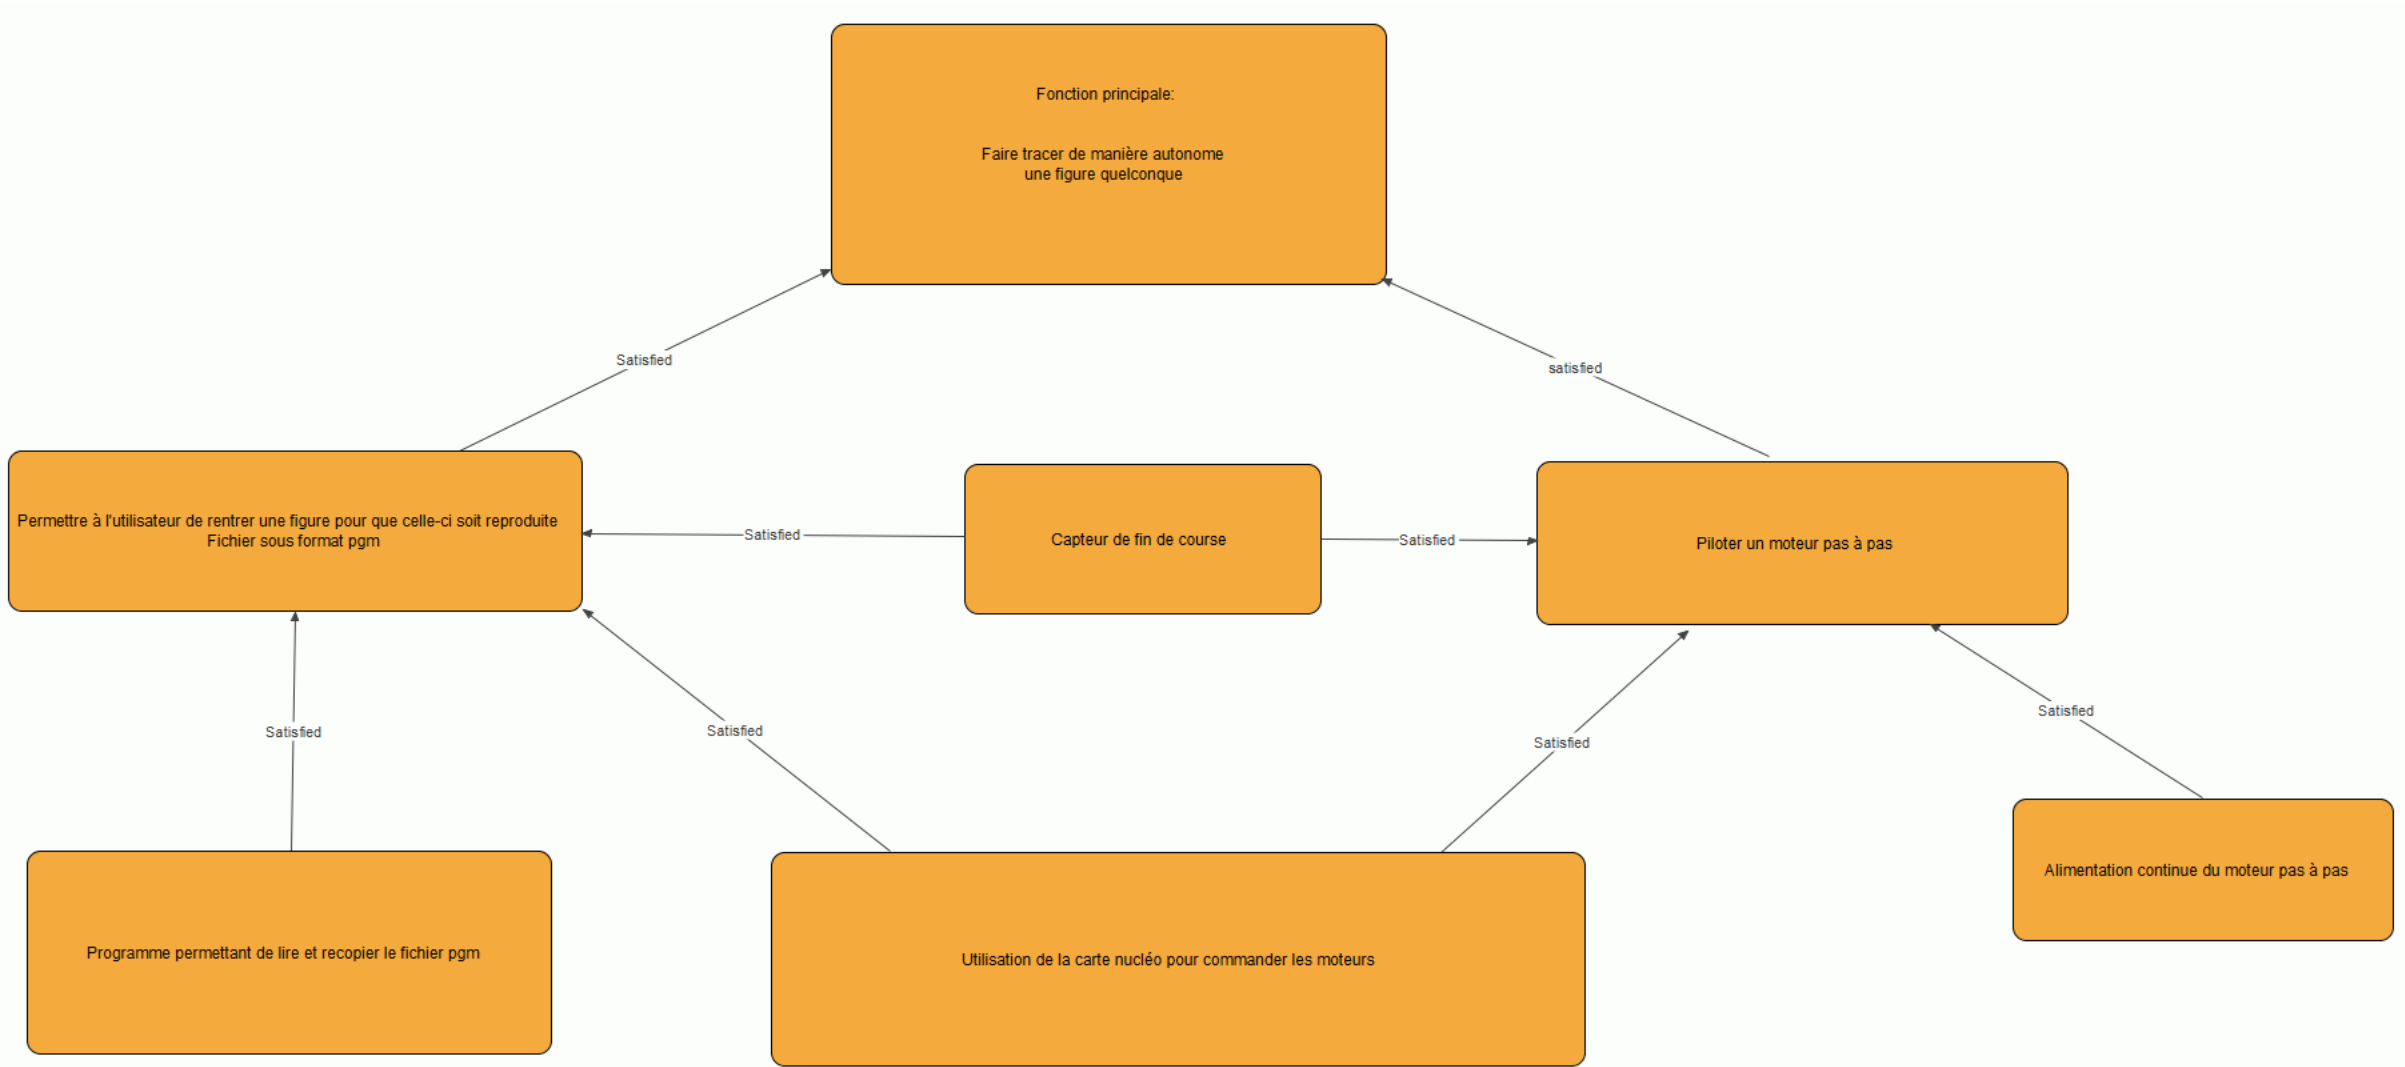 Fonction principale:
Faire tracer de manière autonome
une figure quelconque
Satisfied
satisfied
Permettre à l'utilisateur de rentrer une figure pour que celle-ci soit reproduite
Fichier sous format pgm
Satisfied
Capteur de fin de course
Satisfied
Piloter un moteur pas à pas
Satisfied
Satisfied
Satisfied
Satisfied
Programme permettant de lire et recopier le fichier pgm
Utilisation de la carte nucléo pour commander les moteurs
Alimentation continue du moteur pas à pas